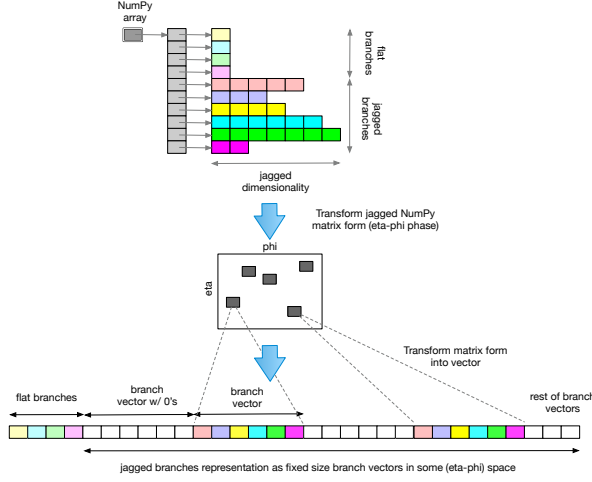 NumPy
array
flat
branches
jagged
branches
jagged
dimensionality
Transform jagged NumPy
matrix form (eta-phi phase)
phi
eta
Transform matrix form
into vector
flat branches
branch
vector w/ 0's
branch
vector
rest of branch
vectors
jagged branches representation as fixed size branch vectors in some (eta-phi) space